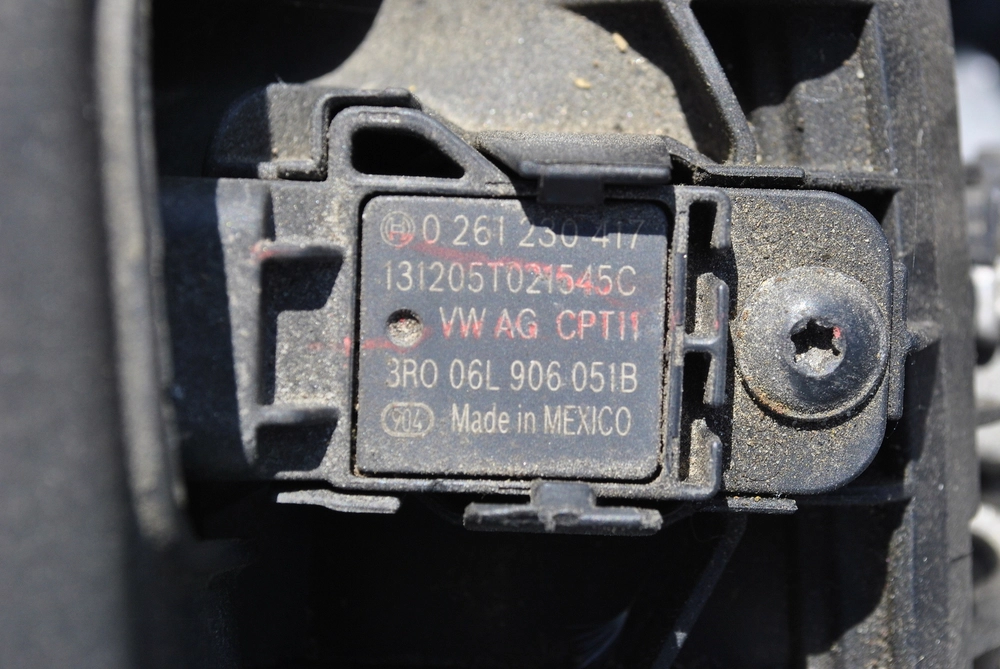 0 261 230 417
131205T021545C
VW AG CPT11
3R0 06L 906 051B
904 Made in MEXICO